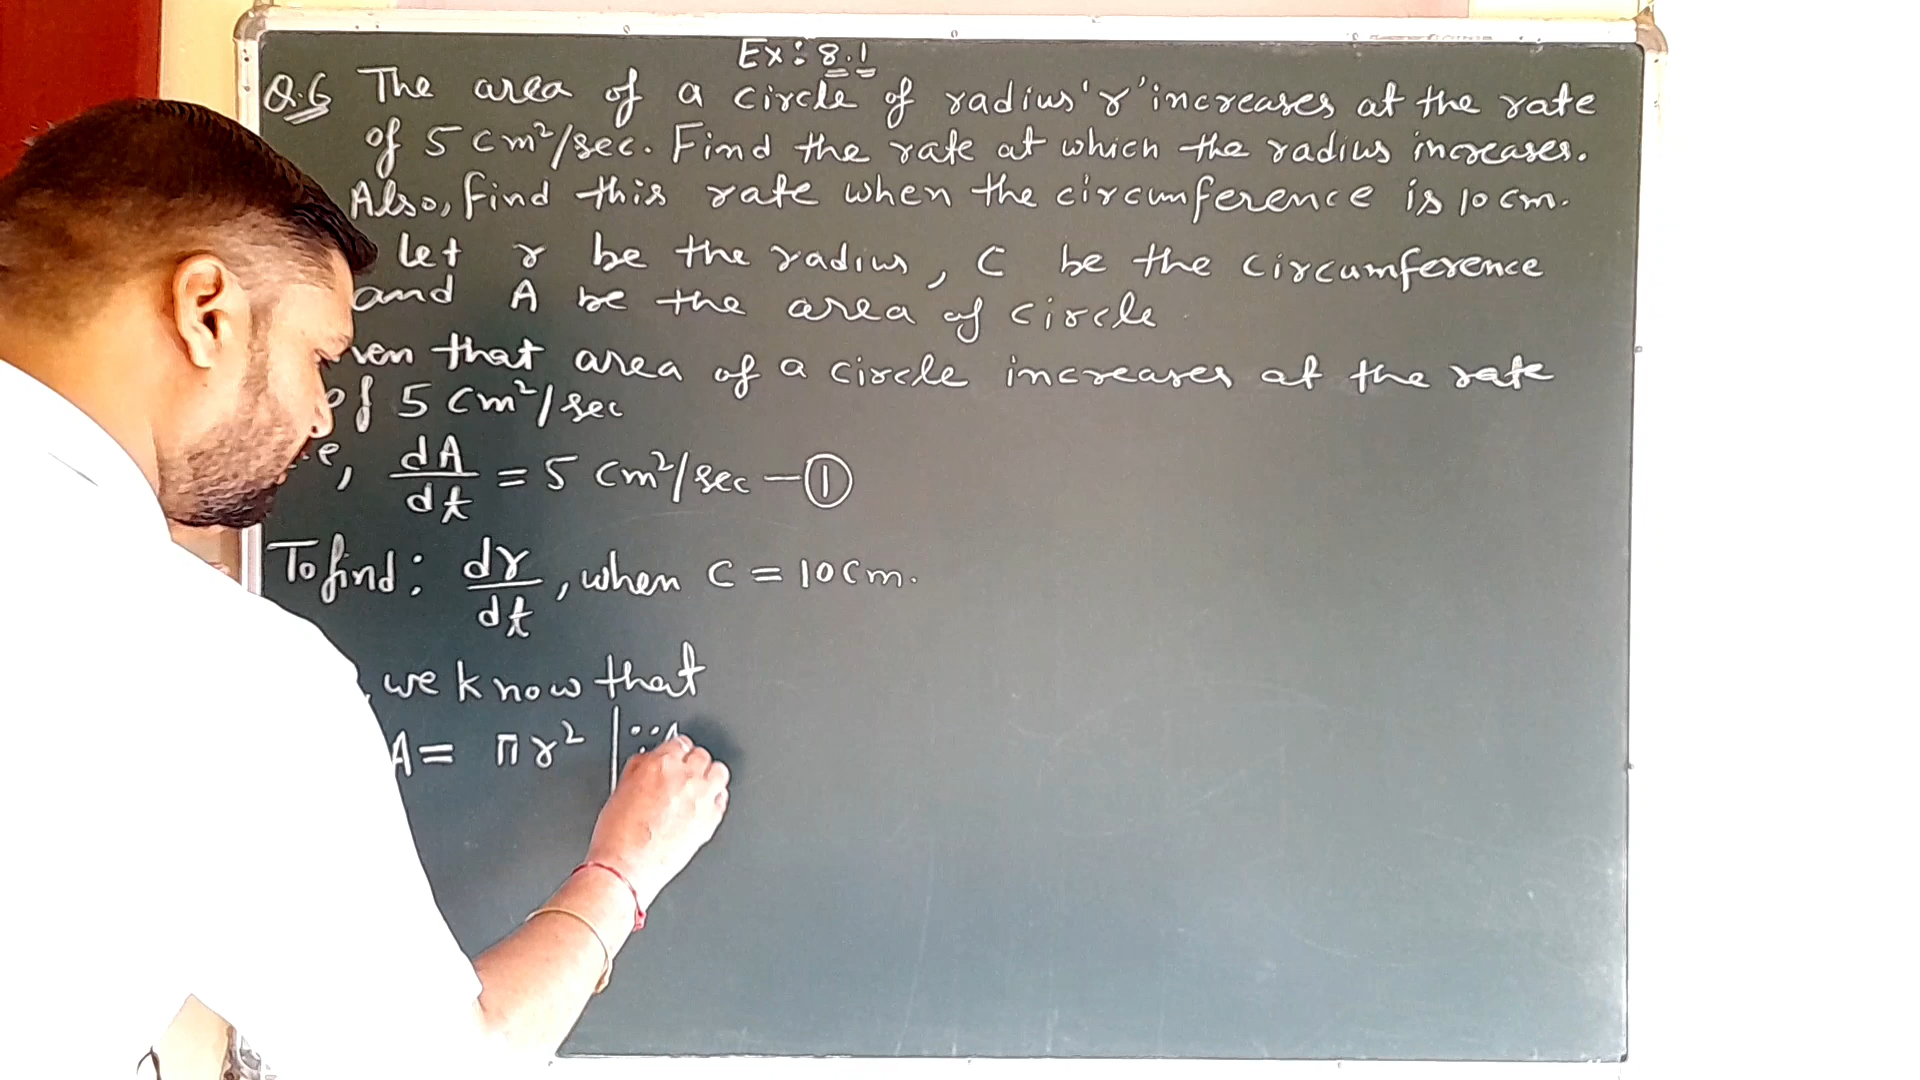 Ex: 8.1
Q.6 The area of a circle of radius 'r' increases at the rate
of 5 cm²/sec. Find the rate at which the radius increases.
Also, find this rate when the circumference is 10 cm.
let r be the radius, C be the circumference
and A be the area of circle
ven that area of a circle increases at the rate
of 5 cm²/sec
e, dA/dt = 5 cm²/sec — ①
To find: dr/dt, when C = 10 cm.
we know that
A = πr² | ∵